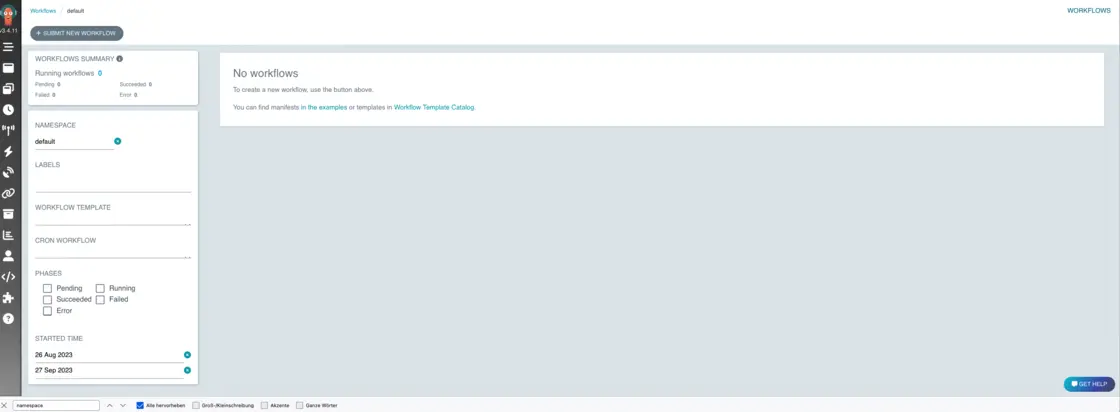 Workflows / default
WORKFLOWS
v3.4.11
+ SUBMIT NEW WORKFLOW
WORKFLOWS SUMMARY
Running workflows 0
Pending 0 Succeeded 0
Failed 0 Error 0
No workflows
To create a new workflow, use the button above.
You can find manifests in the examples or templates in Workflow Template Catalog.
NAMESPACE
default
LABELS
WORKFLOW TEMPLATE
CRON WORKFLOW
PHASES
Pending Running
Succeeded Failed
Error
STARTED TIME
26 Aug 2023
27 Sep 2023
GET HELP
namespace Alle hervorheben Groß-/Kleinschreibung Akzente Ganze Wörter